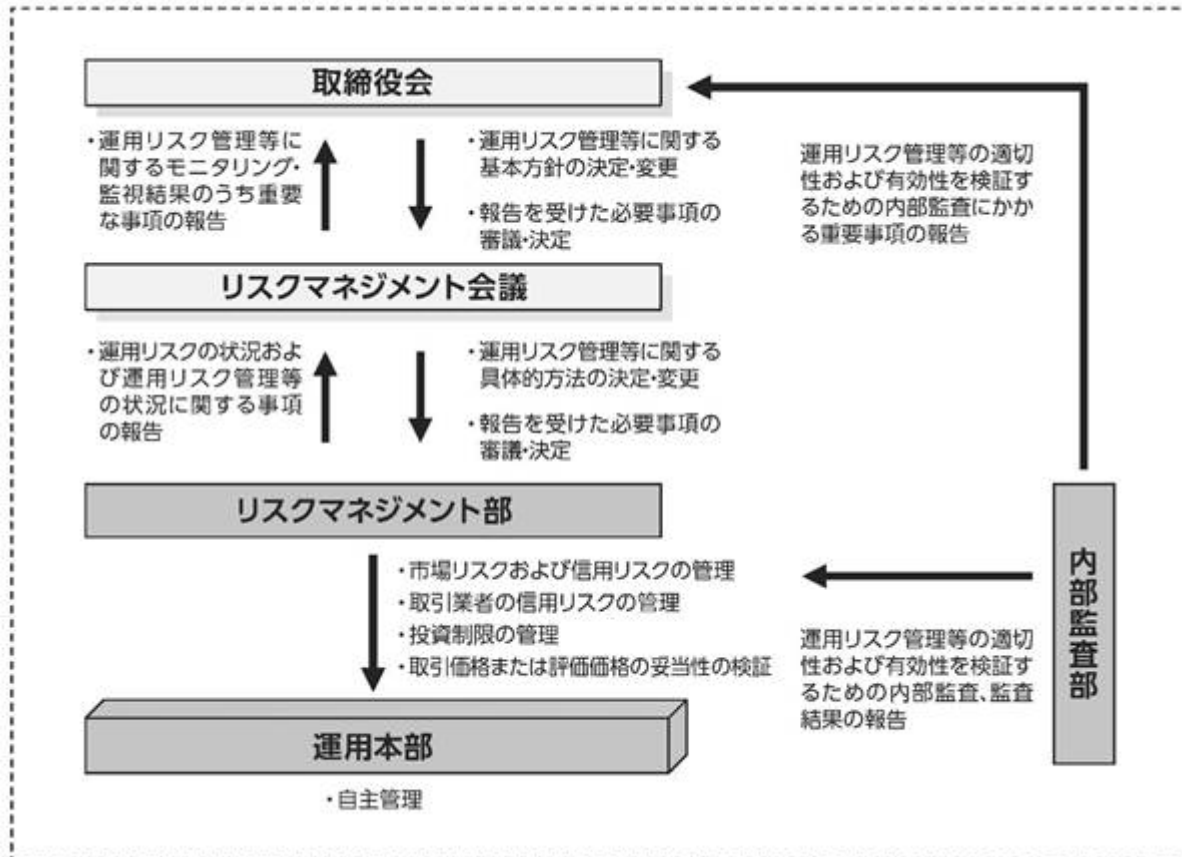 取締役会
・運用リスク管理等に
関するモニタリング・
監視結果のうち重要
な事項の報告
・運用リスク管理等に関する
基本方針の決定・変更
・報告を受けた必要事項の
審議・決定
運用リスク管理等の適切
性および有効性を検証す
るための内部監査にかか
る重要事項の報告
リスクマネジメント会議
・運用リスクの状況およ
び運用リスク管理等
の状況に関する事項
の報告
・運用リスク管理等に関する
具体的方法の決定・変更
・報告を受けた必要事項の
審議・決定
リスクマネジメント部
・市場リスクおよび信用リスクの管理
・取引業者の信用リスクの管理
・投資制限の管理
・取引価格または評価価格の妥当性の検証
運用リスク管理等の適切
性および有効性を検証す
るための内部監査、監査
結果の報告
内部監査部
運用本部
・自主管理